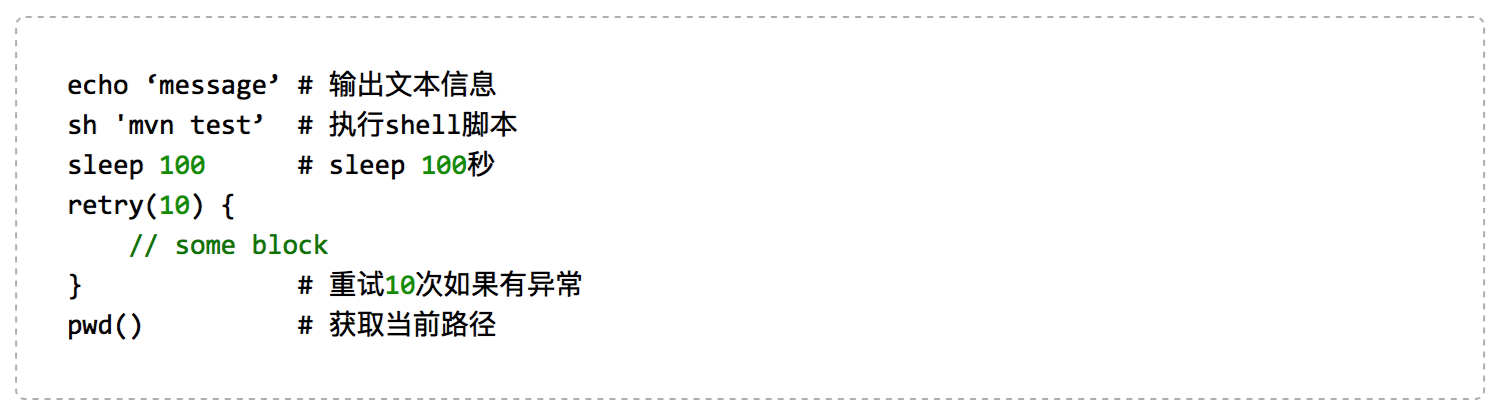 echo ‘message’ # 输出文本信息
sh 'mvn test’  # 执行shell脚本
sleep 100      # sleep 100秒
retry(10) {
    // some block
}              # 重试10次如果有异常
pwd()          # 获取当前路径